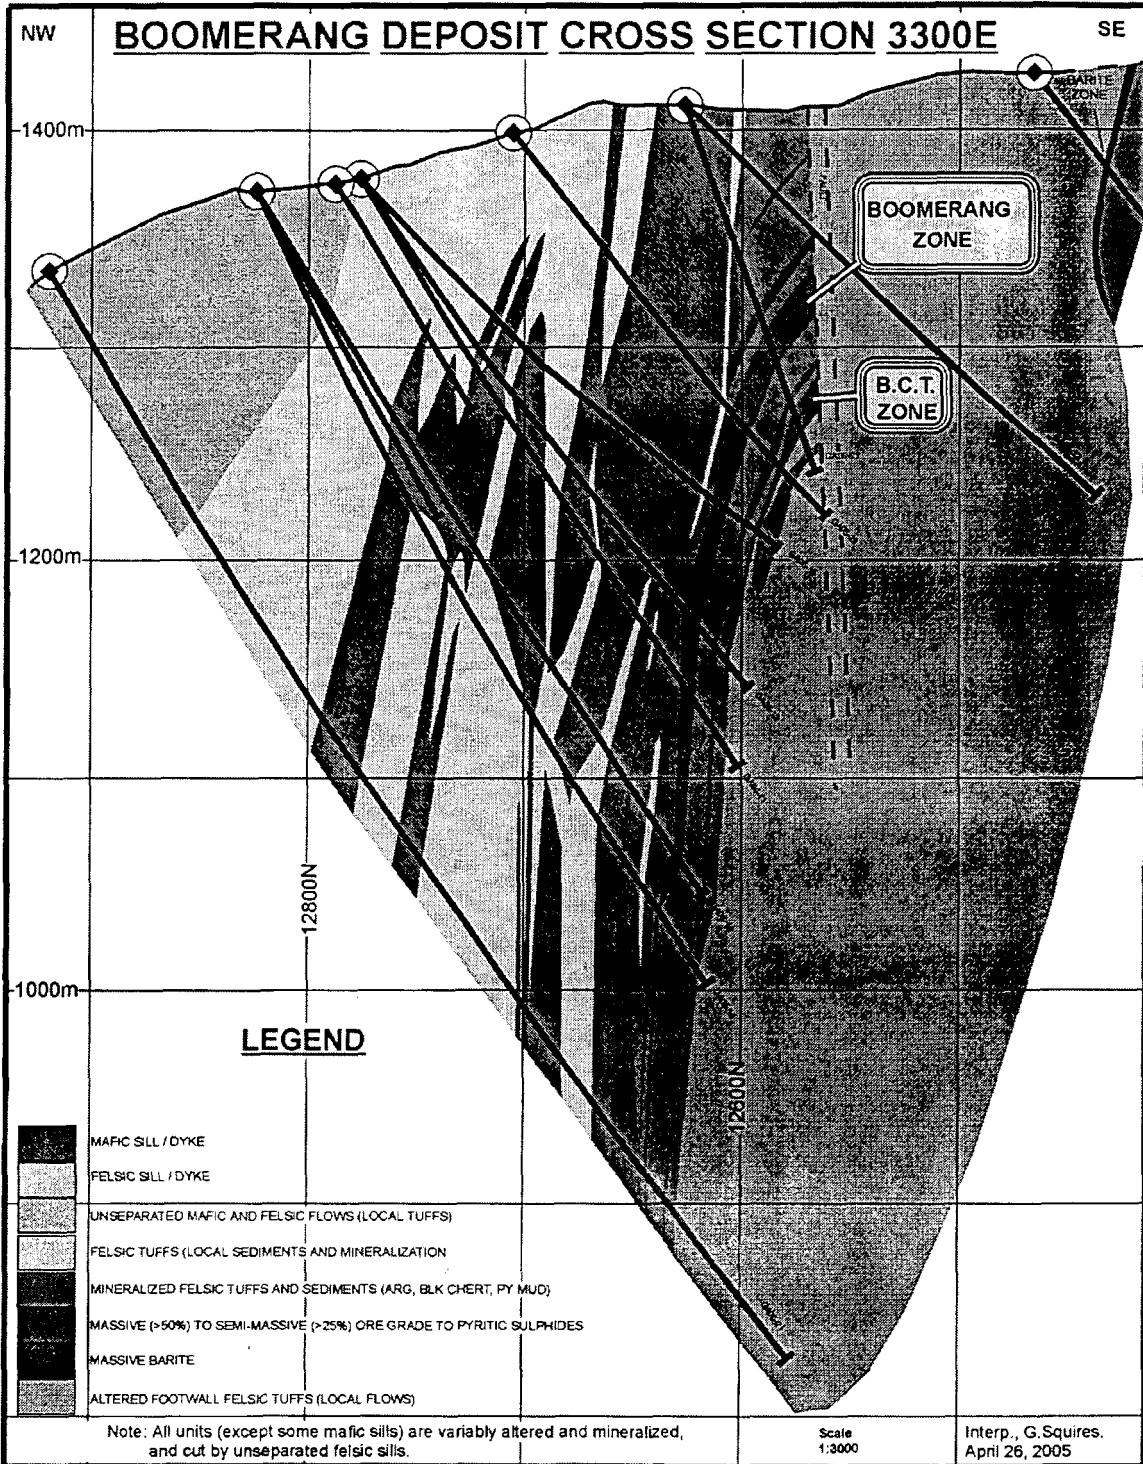 NW
BOOMERANG DEPOSIT CROSS SECTION 3300E
SE
BARITE
ZONE
1400m
BOOMERANG
ZONE
B.C.T.
ZONE
1200m
12800N
1000m
LEGEND
12600N
MAFIC SILL / DYKE
FELSIC SILL / DYKE
UNSEPARATED MAFIC AND FELSIC FLOWS (LOCAL TUFFS)
FELSIC TUFFS (LOCAL SEDIMENTS AND MINERALIZATION
MINERALIZED FELSIC TUFFS AND SEDIMENTS (ARG, BLK CHERT, PY MUD)
MASSIVE (>50%) TO SEMI-MASSIVE (>25%) ORE GRADE TO PYRITIC SULPHIDES
MASSIVE BARITE
ALTERED FOOTWALL FELSIC TUFFS (LOCAL FLOWS)
Note: All units (except some mafic sills) are variably altered and mineralized,
and cut by unseparated felsic sills.
Scale
1:3000
Interp., G.Squires.
April 26, 2005